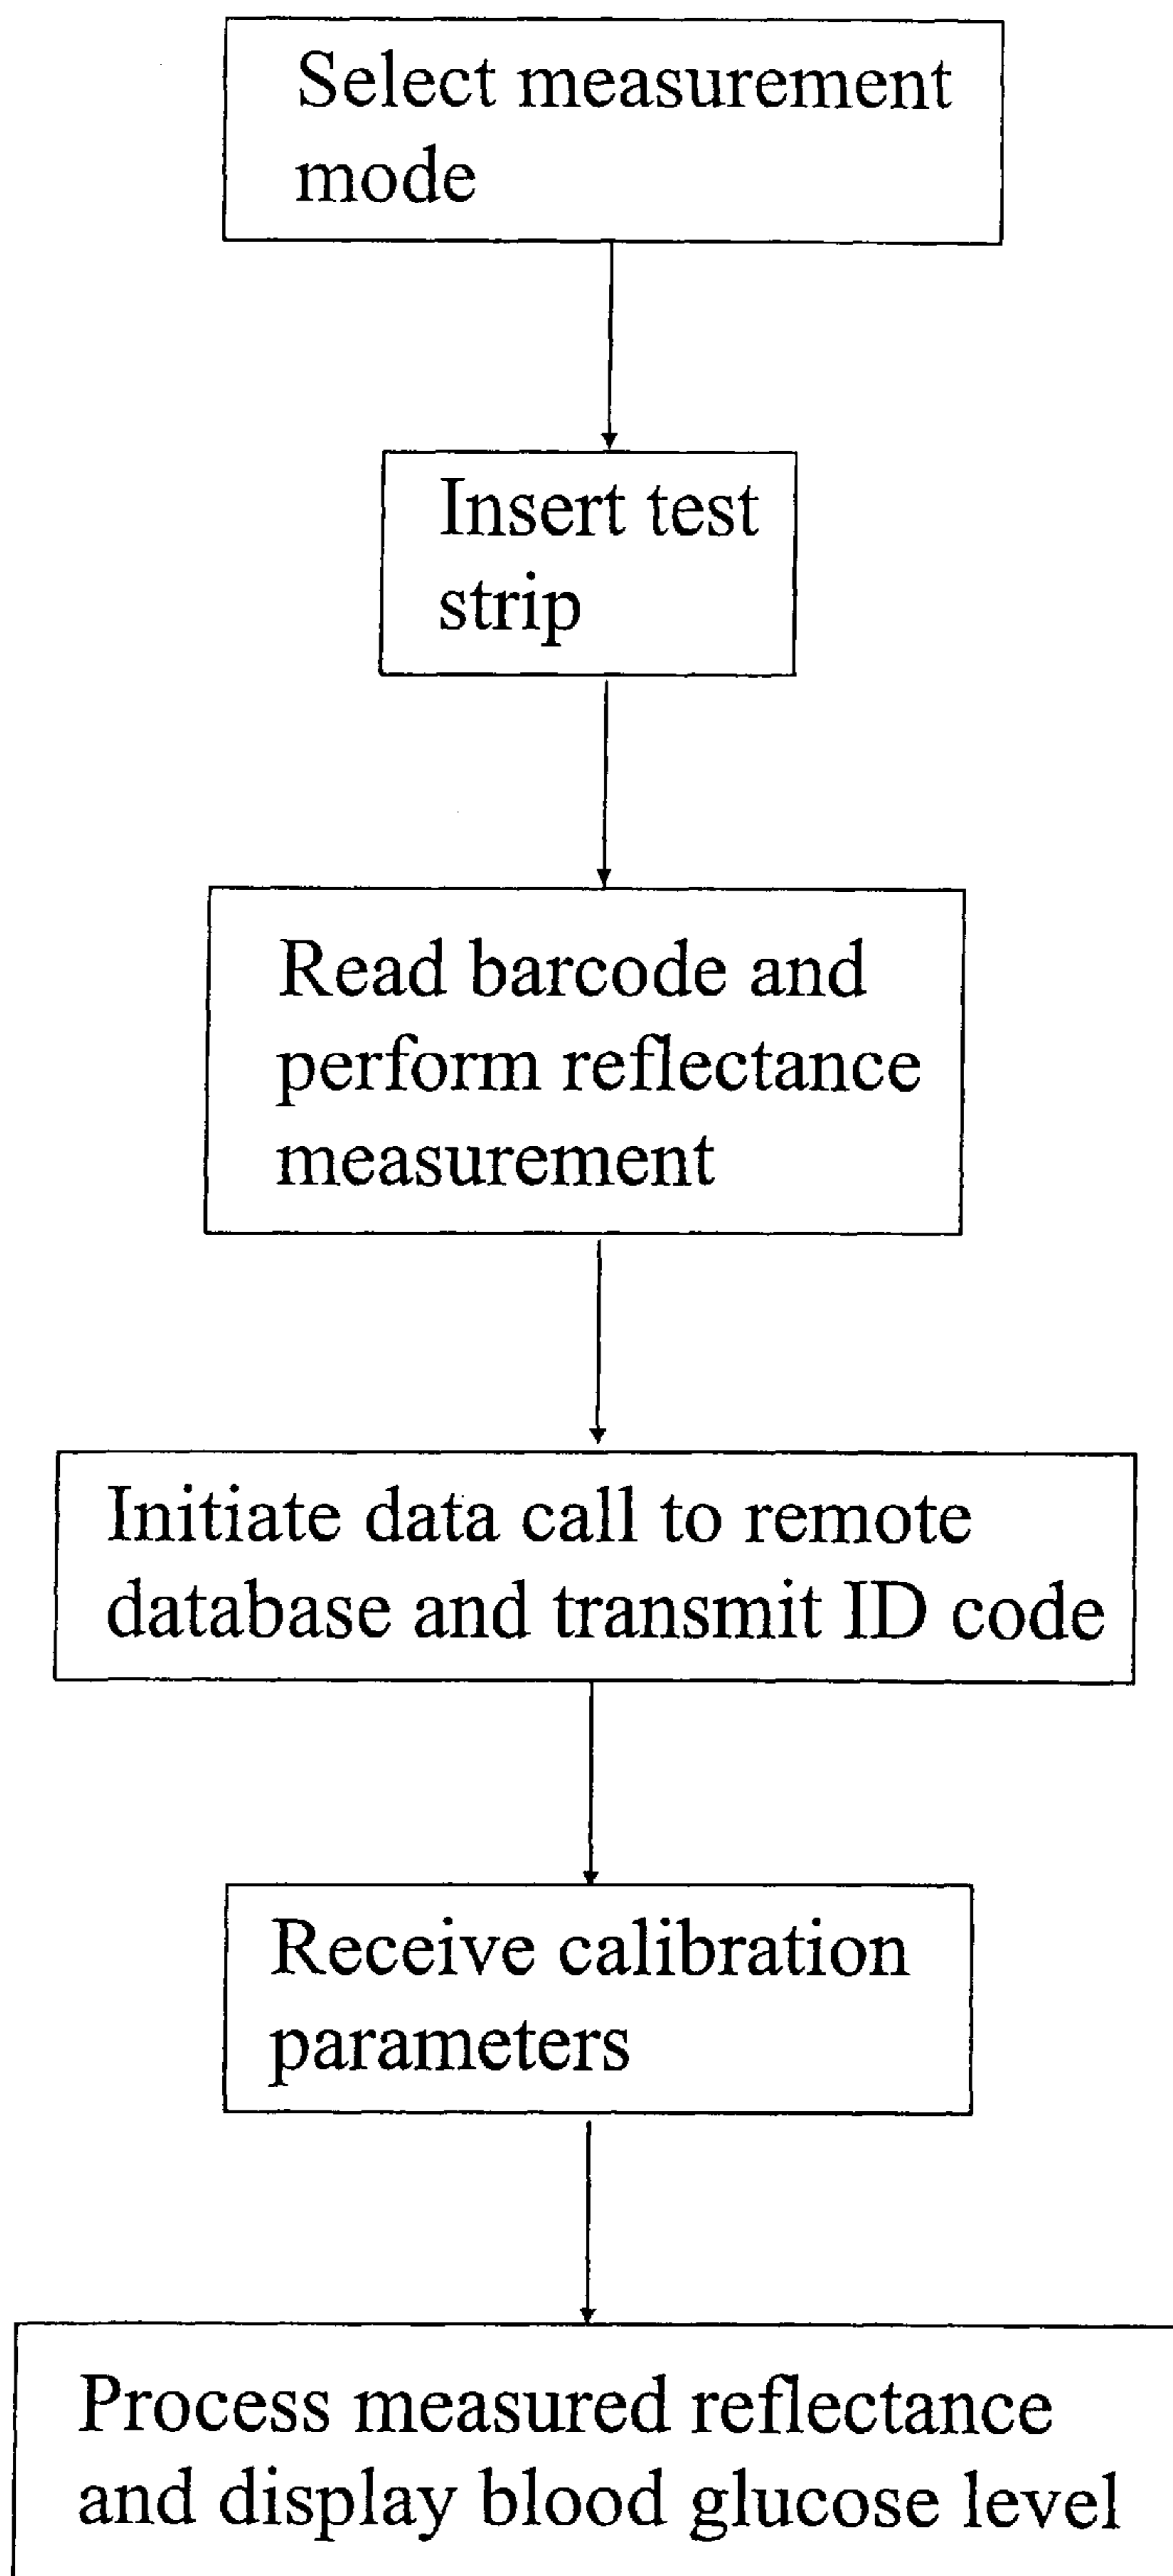 Select measurement
mode
Insert test
strip
Read barcode and
perform reflectance
measurement
Initiate data call to remote
database and transmit ID code
Receive calibration
parameters
Process measured reflectance
and display blood glucose level